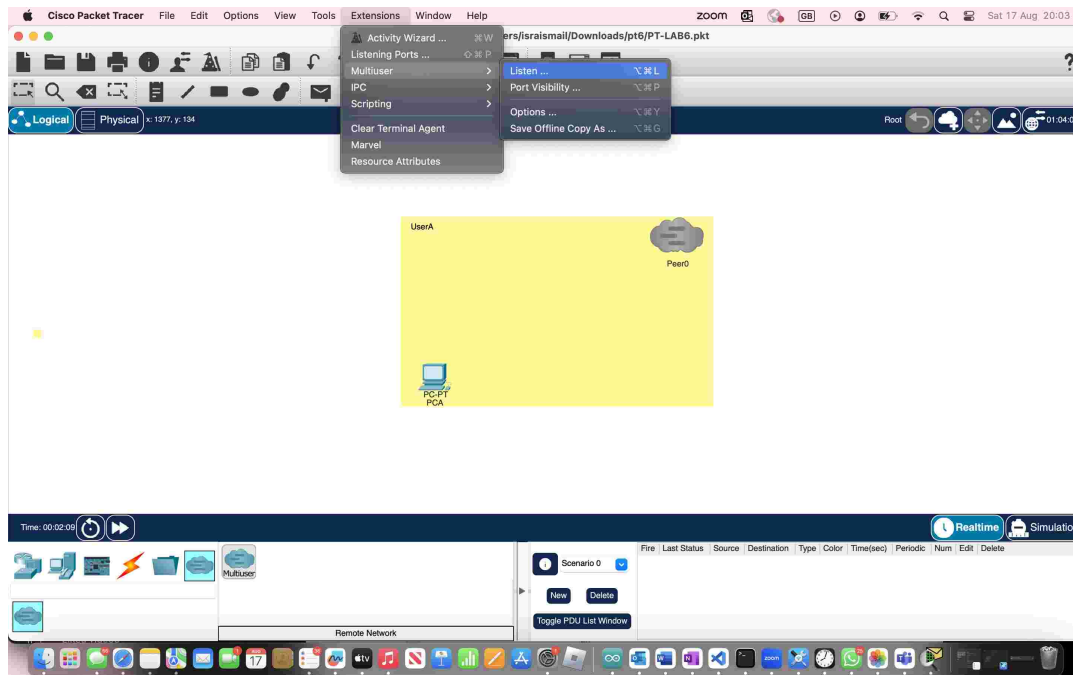 Cisco Packet Tracer File Edit Options View Tools Extensions Window Help zoom GB Sat 17 Aug 20:03
ers/israismail/Downloads/pt6/PT-LAB6.pkt
Activity Wizard ... ⌘W
Listening Ports ... ⇧⌘P
Multiuser >
IPC >
Scripting >
Clear Terminal Agent
Marvel
Resource Attributes
Listen ... ⌥⌘L
Port Visibility ... ⌥⌘P
Options ... ⌥⌘Y
Save Offline Copy As ... ⌥⌘G
?
Logical Physical x: 1377, y: 134 Root 01:04:0
UserA
Peer0
PC-PT
PCA
Time: 00:02:09 Realtime Simulatio
Multiuser
Remote Network
Scenario 0
New Delete
Toggle PDU List Window
Fire Last Status Source Destination Type Color Time(sec) Periodic Num Edit Delete
AUG
17
tv
zoom